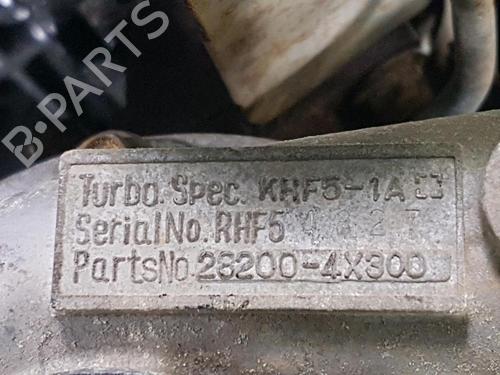 B-PARTS
Turbo.Spec. KHF5-1A
Serial No. RHF5
Parts No. 28200-4X300